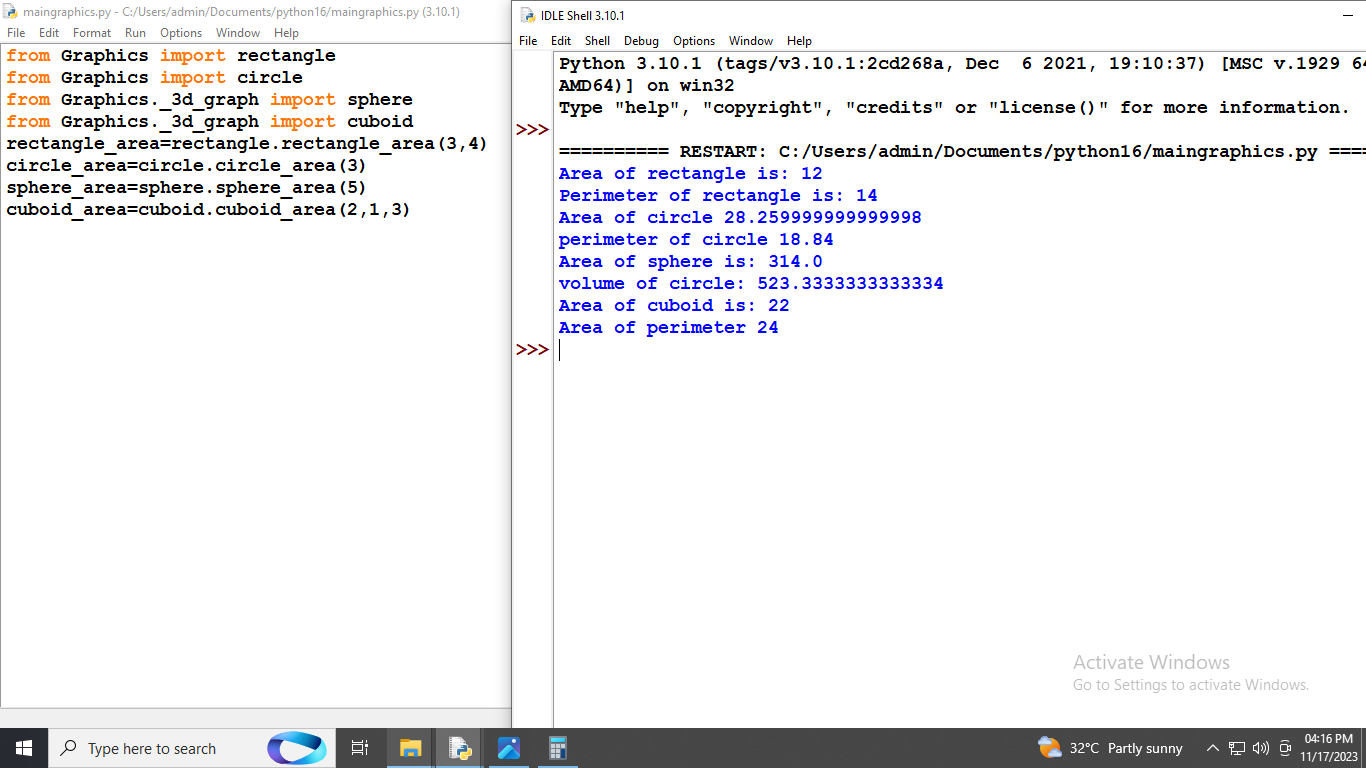 maingraphics.py - C:/Users/admin/Documents/python16/maingraphics.py (3.10.1)
File Edit Format Run Options Window Help
from Graphics import rectangle
from Graphics import circle
from Graphics._3d_graph import sphere
from Graphics._3d_graph import cuboid
rectangle_area=rectangle.rectangle_area(3,4)
circle_area=circle.circle_area(3)
sphere_area=sphere.sphere_area(5)
cuboid_area=cuboid.cuboid_area(2,1,3)
IDLE Shell 3.10.1
File Edit Shell Debug Options Window Help
Python 3.10.1 (tags/v3.10.1:2cd268a, Dec  6 2021, 19:10:37) [MSC v.1929 64
AMD64)] on win32
Type "help", "copyright", "credits" or "license()" for more information.
>>>
========== RESTART: C:/Users/admin/Documents/python16/maingraphics.py ====
Area of rectangle is: 12
Perimeter of rectangle is: 14
Area of circle 28.259999999999998
perimeter of circle 18.84
Area of sphere is: 314.0
volume of circle: 523.3333333333334
Area of cuboid is: 22
Area of perimeter 24
>>>
Activate Windows
Go to Settings to activate Windows.
Type here to search
32°C Partly sunny
04:16 PM
11/17/2023